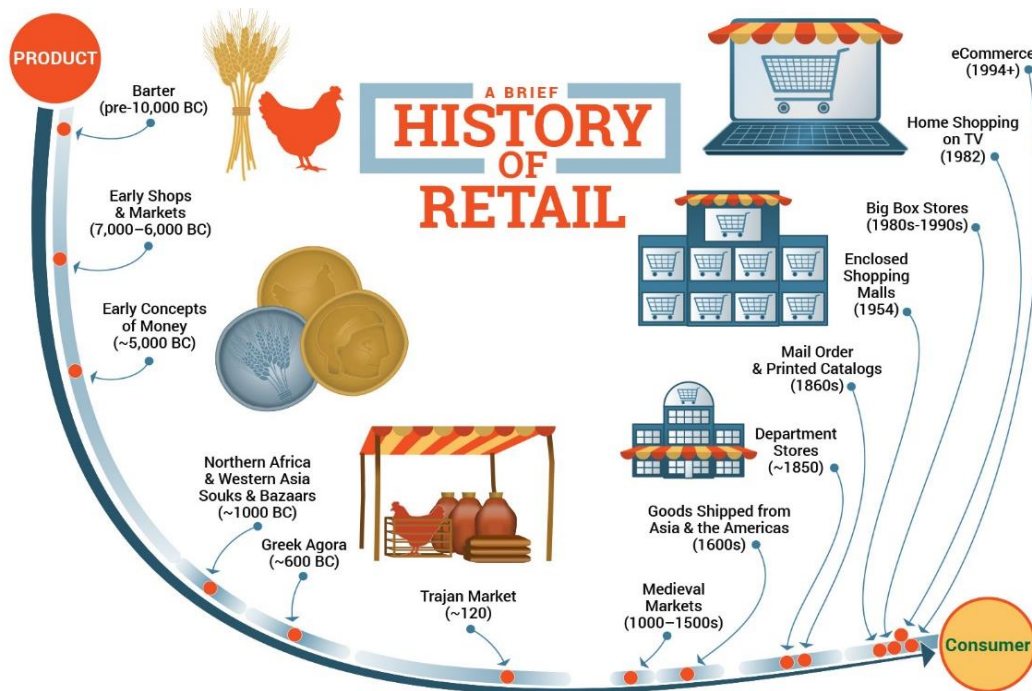 PRODUCT
Barter
(pre-10,000 BC)
Early Shops
& Markets
(7,000–6,000 BC)
Early Concepts
of Money
(~5,000 BC)
Northern Africa
& Western Asia
Souks & Bazaars
(~1000 BC)
Greek Agora
(~600 BC)
Trajan Market
(~120)
A BRIEF
HISTORY
OF
RETAIL
Medieval
Markets
(1000–1500s)
Goods Shipped from
Asia & the Americas
(1600s)
Department
Stores
(~1850)
Mail Order
& Printed Catalogs
(1860s)
Enclosed
Shopping
Malls
(1954)
Big Box Stores
(1980s-1990s)
Home Shopping
on TV
(1982)
eCommerce
(1994+)
Consumer